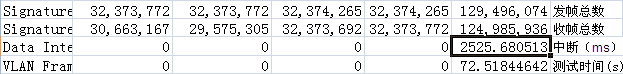 Signature 32,373,772 32,373,772 32,374,265 32,374,265 129,496,074 发帧总数
Signature 30,663,167 29,575,305 32,373,692 32,373,772 124,985,936 收帧总数
Data Inte 0 0 0 0 2525.680513 中断（ms）
VLAN Fram 0 0 0 0 72.51844642 测试时间(s)